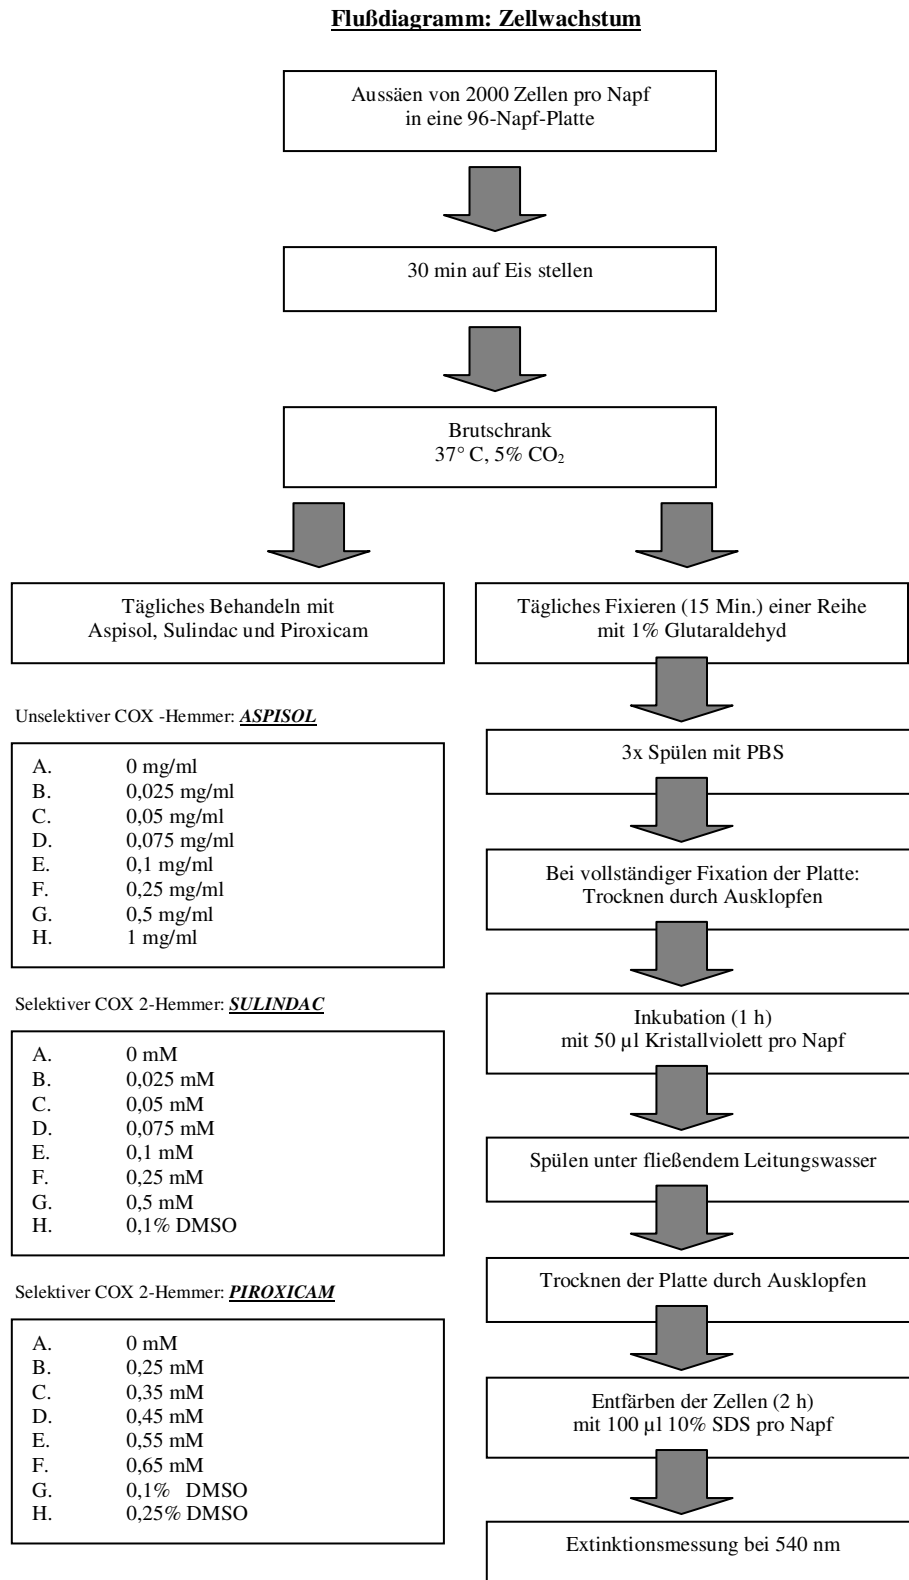 Flußdiagramm: Zellwachstum
Aussäen von 2000 Zellen pro Napf
in eine 96-Napf-Platte
30 min auf Eis stellen
Brutschrank
37° C, 5% CO₂
Tägliches Behandeln mit
Aspisol, Sulindac und Piroxicam
Unselektiver COX -Hemmer: ASPISOL
A. 0 mg/ml
B. 0,025 mg/ml
C. 0,05 mg/ml
D. 0,075 mg/ml
E. 0,1 mg/ml
F. 0,25 mg/ml
G. 0,5 mg/ml
H. 1 mg/ml
Selektiver COX 2-Hemmer: SULINDAC
A. 0 mM
B. 0,025 mM
C. 0,05 mM
D. 0,075 mM
E. 0,1 mM
F. 0,25 mM
G. 0,5 mM
H. 0,1% DMSO
Selektiver COX 2-Hemmer: PIROXICAM
A. 0 mM
B. 0,25 mM
C. 0,35 mM
D. 0,45 mM
E. 0,55 mM
F. 0,65 mM
G. 0,1% DMSO
H. 0,25% DMSO
Tägliches Fixieren (15 Min.) einer Reihe
mit 1% Glutaraldehyd
3x Spülen mit PBS
Bei vollständiger Fixation der Platte:
Trocknen durch Ausklopfen
Inkubation (1 h)
mit 50 µl Kristallviolett pro Napf
Spülen unter fließendem Leitungswasser
Trocknen der Platte durch Ausklopfen
Entfärben der Zellen (2 h)
mit 100 µl 10% SDS pro Napf
Extinktionsmessung bei 540 nm